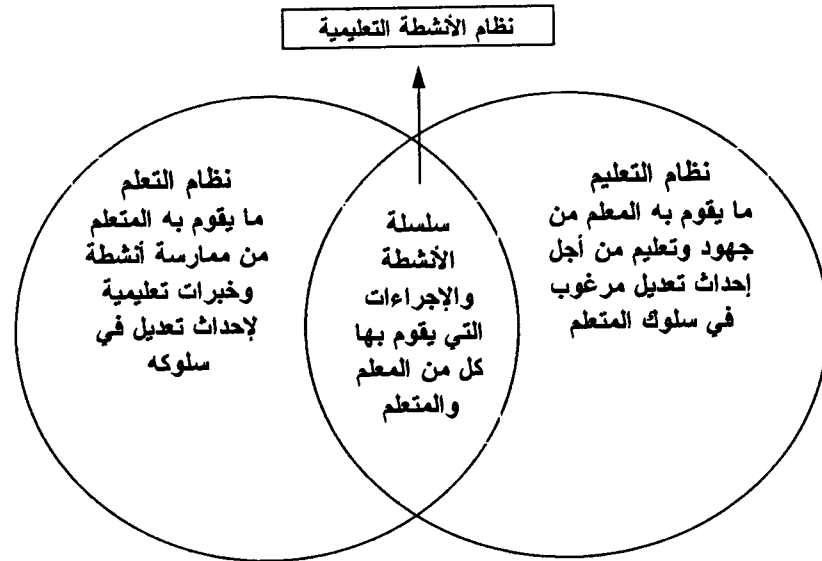 نظام الأنشطة التعليمية
نظام التعليم
ما يقوم به المعلم من
جهود وتعليم من أجل
إحداث تعديل مرغوب
في سلوك المتعلم
سلسلة
الأنشطة
والإجراءات
التي يقوم بها
كل من المعلم
والمتعلم
نظام التعلم
ما يقوم به المتعلم
من ممارسة أنشطة
وخبرات تعليمية
لإحداث تعديل في
سلوكه